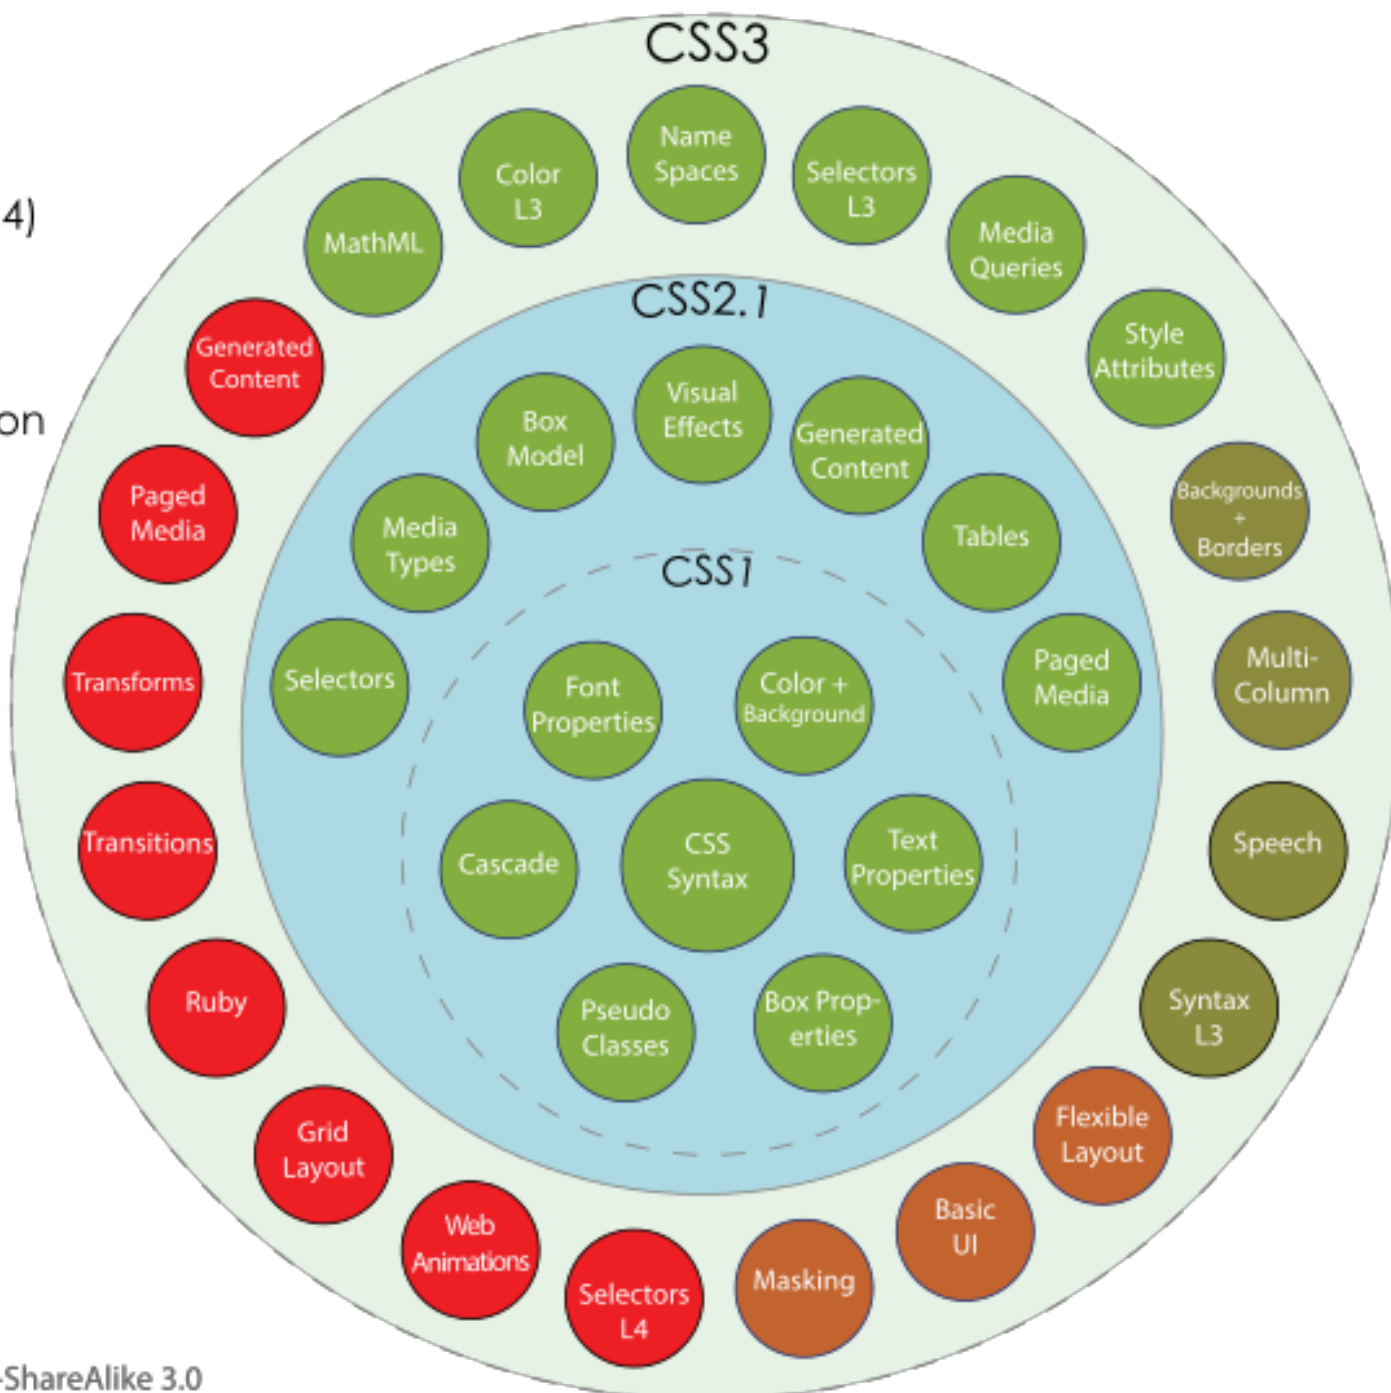 CSS3
Name
Spaces
Color
L3
Selectors
L3
MathML
Media
Queries
4)
Generated
Content
Style
Attributes
CSS2.1
on
Visual
Effects
Box
Model
Generated
Content
Paged
Media
Backgrounds
+
Borders
Media
Types
Tables
CSS1
Transforms
Selectors
Font
Properties
Color +
Background
Paged
Media
Multi-
Column
Transitions
Cascade
CSS
Syntax
Text
Properties
Speech
Ruby
Pseudo
Classes
Box Prop-
erties
Syntax
L3
Grid
Layout
Flexible
Layout
Web
Animations
Basic
UI
Selectors
L4
Masking
-ShareAlike 3.0